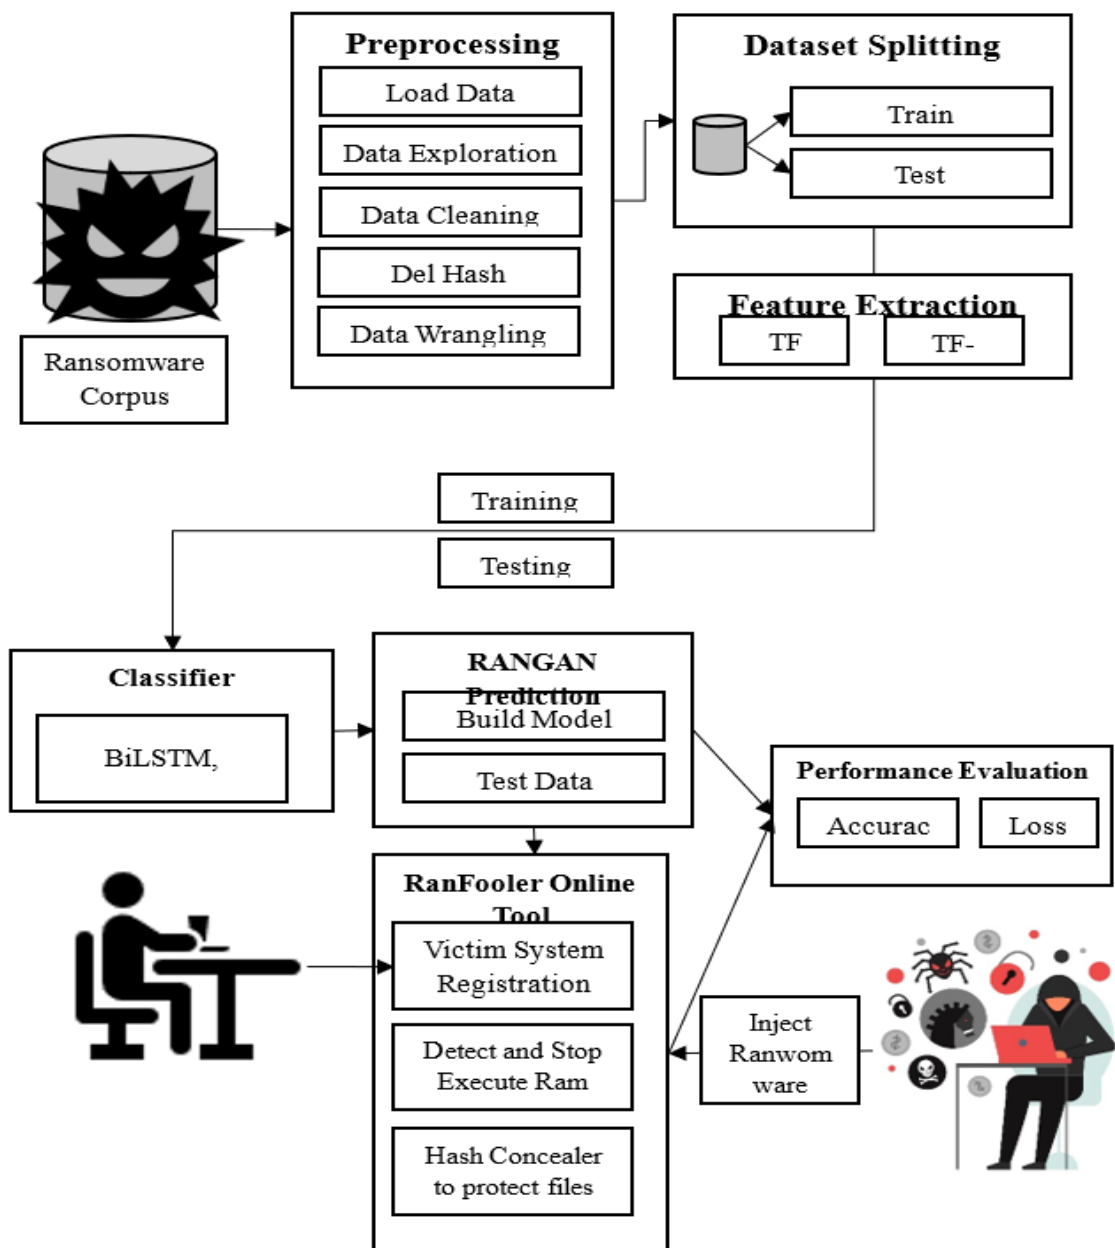 Preprocessing
Load Data
Data Exploration
Data Cleaning
Del Hash
Data Wrangling
Ransomware
Corpus
Dataset Splitting
Train
Test
Feature Extraction
TF
TF-
Training
Testing
Classifier
BiLSTM,
RANGAN
Prediction
Build Model
Test Data
Performance Evaluation
Accurac
Loss
RanFooler Online
Tool
Victim System
Registration
Detect and Stop
Execute Ram
Hash Concealer
to protect files
Inject
Ranwom
ware